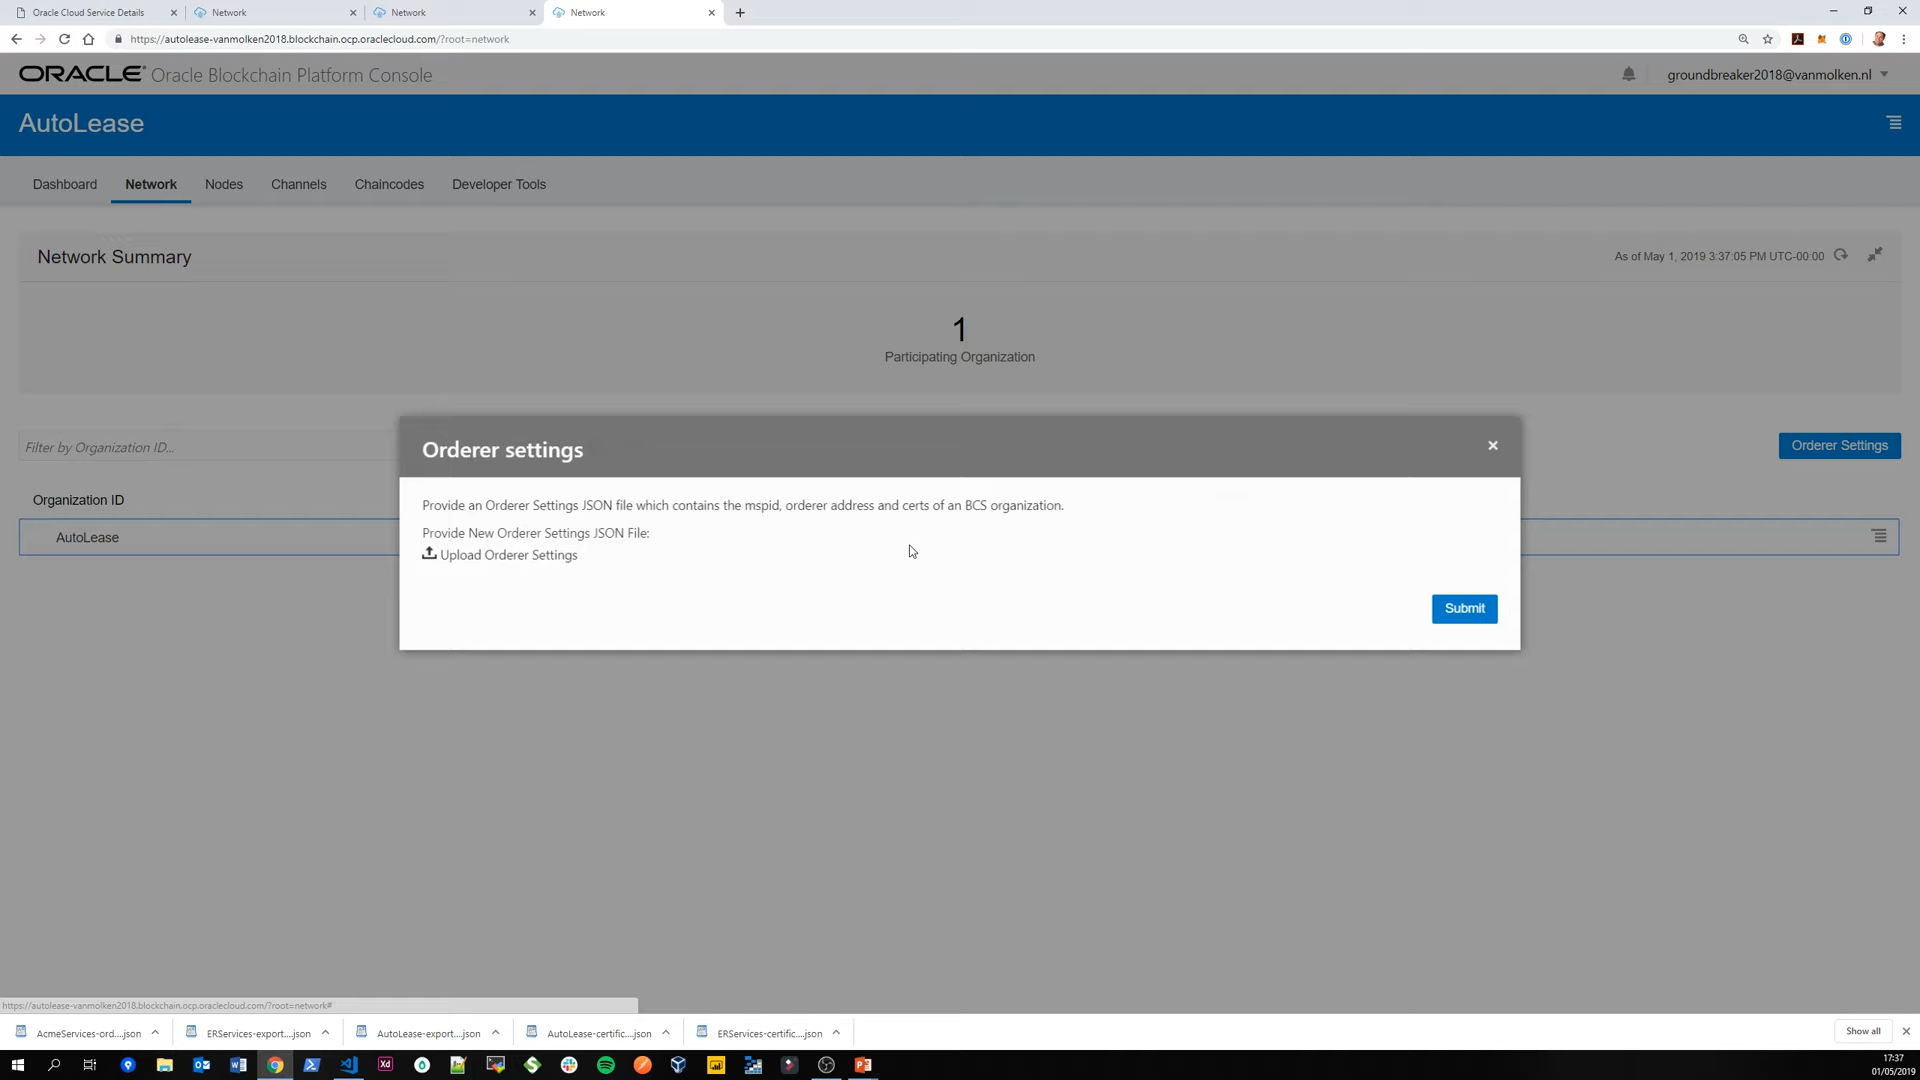 Oracle Cloud Service Details
Network
Network
Network
https://autolease-vanmolken2018.blockchain.ocp.oraclecloud.com/?root=network
ORACLE Oracle Blockchain Platform Console
groundbreaker2018@vanmolken.nl
AutoLease
Dashboard
Network
Nodes
Channels
Chaincodes
Developer Tools
Network Summary
As of May 1, 2019 3:37:05 PM UTC-00:00
1
Participating Organization
Filter by Organization ID...
Orderer Settings
Orderer settings
Organization ID
AutoLease
Provide an Orderer Settings JSON file which contains the mspid, orderer address and certs of an BCS organization.
Provide New Orderer Settings JSON File:
Upload Orderer Settings
Submit
https://autolease-vanmolken2018.blockchain.ocp.oraclecloud.com/?root=network#
AcmeServices-ord....json
ERServices-export....json
AutoLease-export....json
AutoLease-certific....json
ERServices-certific....json
Show all
17:37
01/05/2019